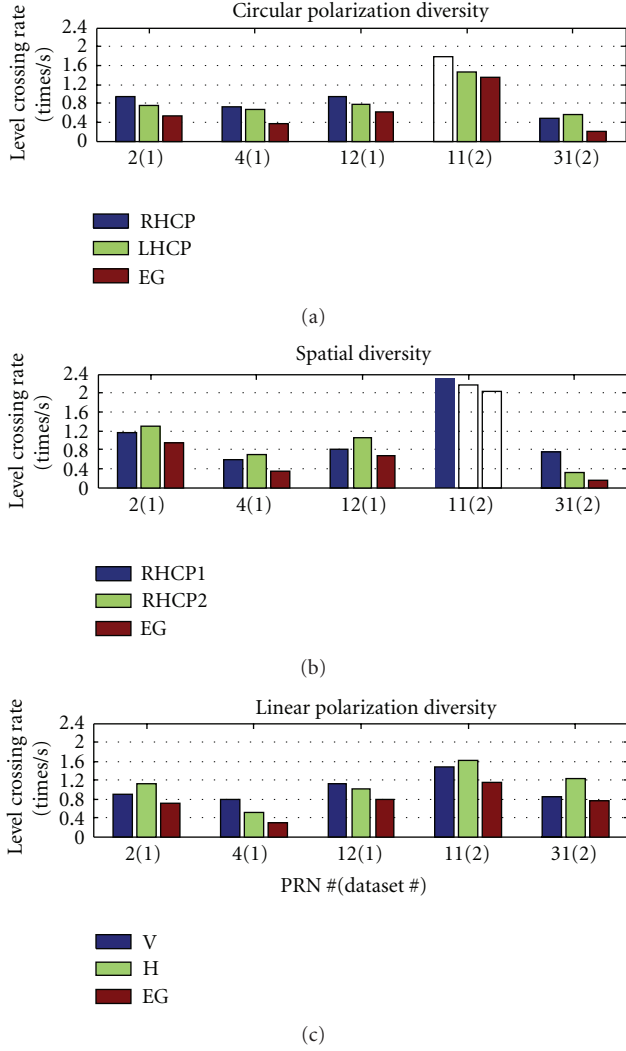 Circular polarization diversity
Level crossing rate
(times/s)
2.4
2
1.6
1.2
0.8
0.4
0
2(1) 4(1) 12(1) 11(2) 31(2)
RHCP
LHCP
EG
(a)
Spatial diversity
Level crossing rate
(times/s)
2.4
2
1.6
1.2
0.8
0.4
0
2(1) 4(1) 12(1) 11(2) 31(2)
RHCP1
RHCP2
EG
(b)
Linear polarization diversity
Level crossing rate
(times/s)
2.4
2
1.6
1.2
0.8
0.4
0
2(1) 4(1) 12(1) 11(2) 31(2)
PRN #(dataset #)
V
H
EG
(c)